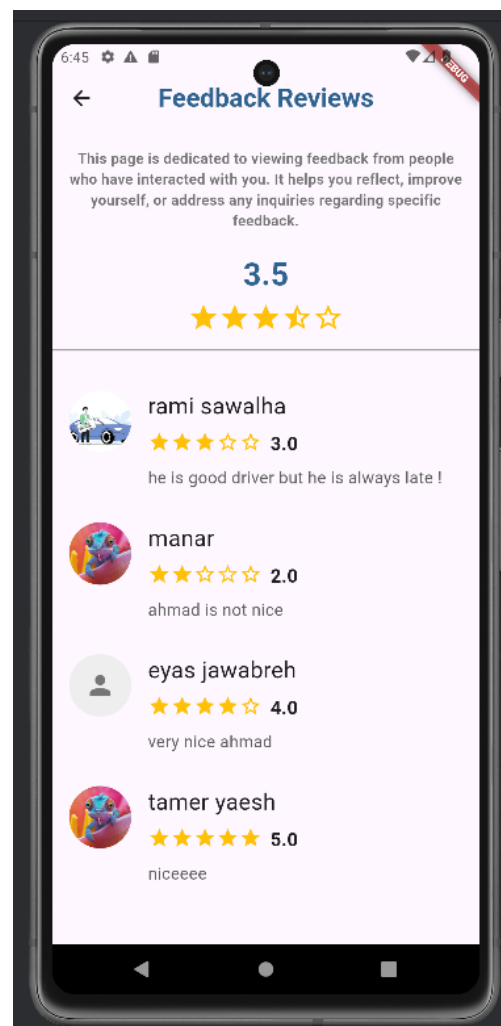 6:45
DEBUG
Feedback Reviews
This page is dedicated to viewing feedback from people
who have interacted with you. It helps you reflect, improve
yourself, or address any inquiries regarding specific
feedback.
3.5
rami sawalha
3.0
he is good driver but he is always late !
manar
2.0
ahmad is not nice
eyas jawabreh
4.0
very nice ahmad
tamer yaesh
5.0
niceeee